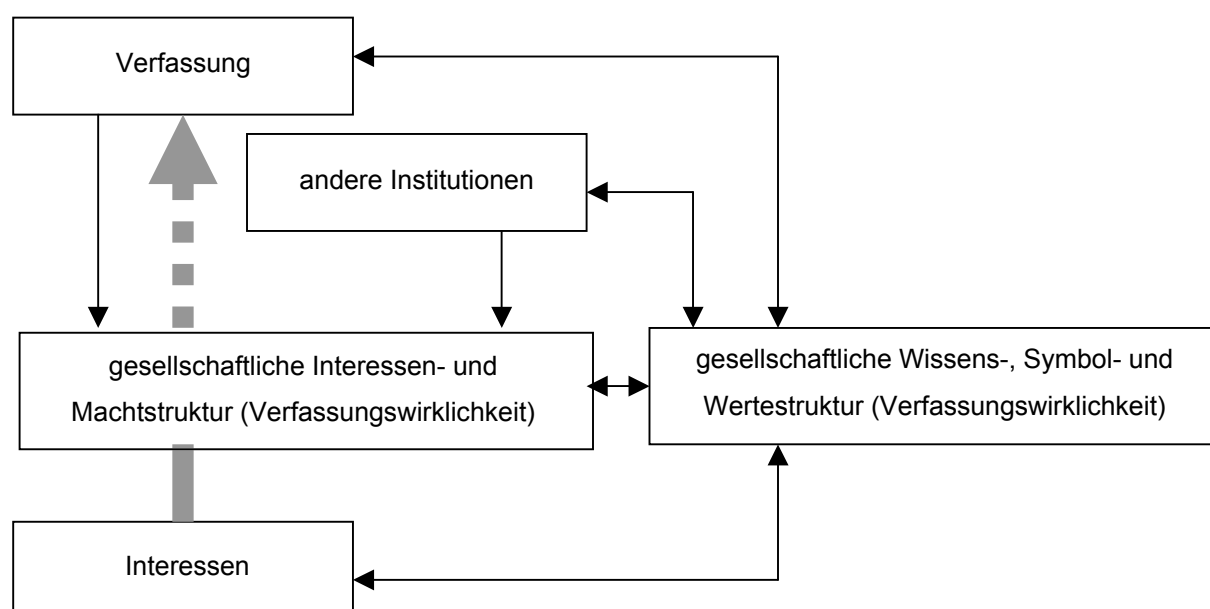 Verfassung
andere Institutionen
gesellschaftliche Interessen- und
Machtstruktur (Verfassungswirklichkeit)
gesellschaftliche Wissens-, Symbol- und
Wertestruktur (Verfassungswirklichkeit)
Interessen